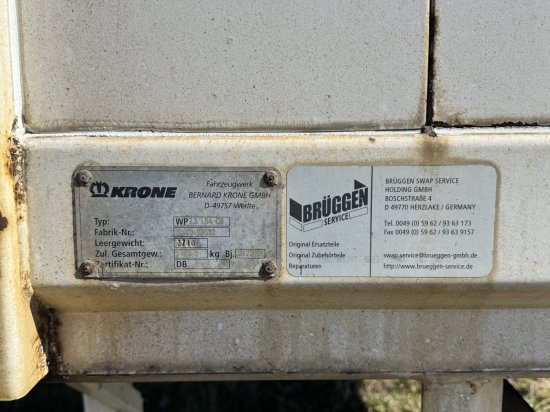 KRONE
Fahrzeugwerk
BERNARD KRONE GMBH
D-49757 Werlte
Typ:
Fabrik-Nr.:
Leergewicht:
Zul. Gesamtgew.: kg Bj.
Zertifikat-Nr.: DB
BRÜGGEN
SERVICE
Original Ersatzteile
Original Zubehörteile
Reparaturen
BRÜGGEN SWAP SERVICE
HOLDING GMBH
BOSCHSTRAßE 4
D 49770 HERZLAKE / GERMANY
Tel. 0049 (0) 59 62 / 93 63 173
Fax 0049 (0) 59 62 / 93 63 9157
swap.service@brueggen-gmbh.de
http://www.brueggen-service.de